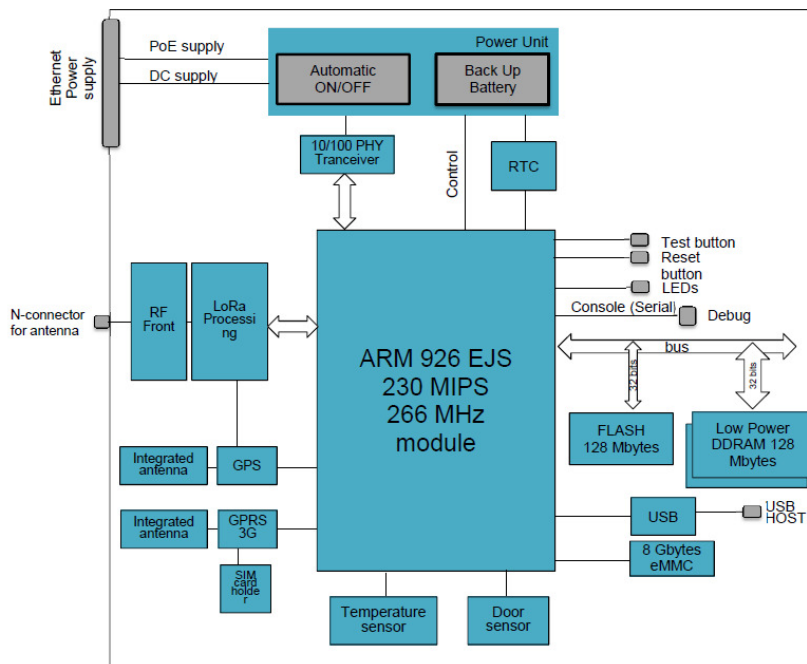 Ethernet
Power
supply
PoE supply
DC supply
Power Unit
Automatic
ON/OFF
Back Up
Battery
10/100 PHY
Tranceiver
Control
RTC
Test button
Reset
button
LEDs
Console (Serial)
Debug
bus
N-connector
for antenna
RF
Front
LoRa
Processi
ng
ARM 926 EJS
230 MIPS
266 MHz
module
32 bits
32 bits
FLASH
128 Mbytes
Low Power
DDRAM 128
Mbytes
Integrated
antenna
GPS
Integrated
antenna
GPRS
3G
SIM
card
holde
r
USB
USB
HOST
8 Gbytes
eMMC
Temperature
sensor
Door
sensor